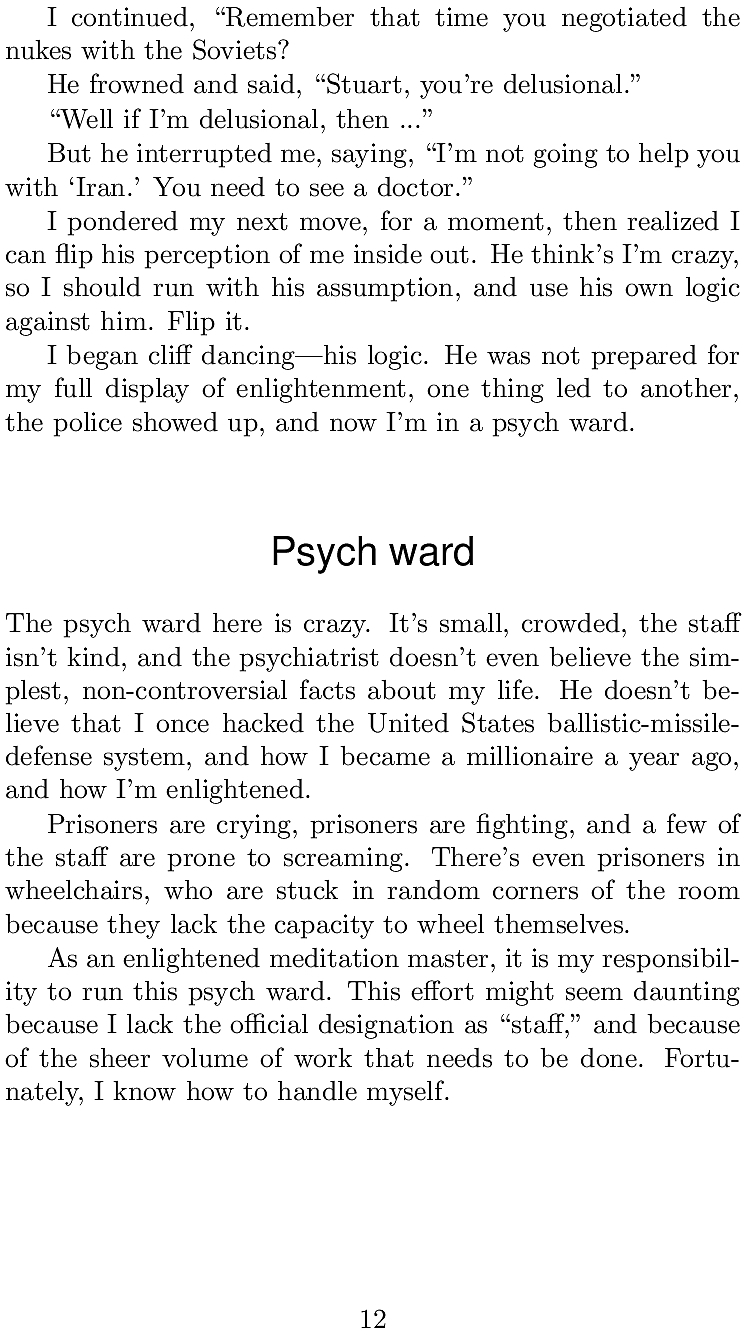 I continued, “Remember that time you negotiated the
nukes with the Soviets?
He frowned and said, “Stuart, you’re delusional.”
“Well if I’m delusional, then ...”
But he interrupted me, saying, “I’m not going to help you
with ‘Iran.’ You need to see a doctor.”
I pondered my next move, for a moment, then realized I
can flip his perception of me inside out. He think’s I’m crazy,
so I should run with his assumption, and use his own logic
against him. Flip it.
I began cliff dancing—his logic. He was not prepared for
my full display of enlightenment, one thing led to another,
the police showed up, and now I’m in a psych ward.
Psych ward
The psych ward here is crazy. It’s small, crowded, the staff
isn’t kind, and the psychiatrist doesn’t even believe the sim-
plest, non-controversial facts about my life. He doesn’t be-
lieve that I once hacked the United States ballistic-missile-
defense system, and how I became a millionaire a year ago,
and how I’m enlightened.
Prisoners are crying, prisoners are fighting, and a few of
the staff are prone to screaming. There’s even prisoners in
wheelchairs, who are stuck in random corners of the room
because they lack the capacity to wheel themselves.
As an enlightened meditation master, it is my responsibil-
ity to run this psych ward. This effort might seem daunting
because I lack the official designation as “staff,” and because
of the sheer volume of work that needs to be done. Fortu-
nately, I know how to handle myself.
12